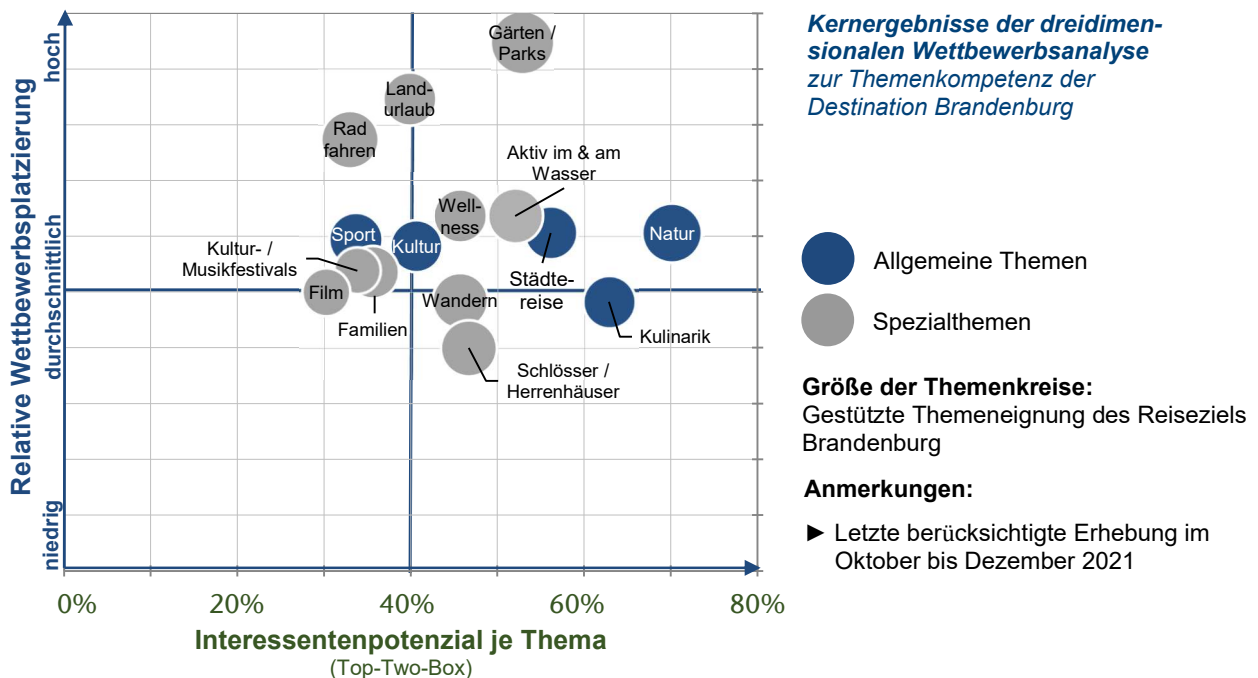 Relative Wettbewerbsplatzierung
hoch
durchschnittlich
niedrig
Gärten /
Parks
Land-
urlaub
Rad
fahren
Aktiv im & am
Wasser
Well-
ness
Sport
Kultur
Natur
Kultur- /
Musikfestivals
Städte-
reise
Film
Wandern
Familien
Kulinarik
Schlösser /
Herrenhäuser
0%
20%
40%
60%
80%
Interessentenpotenzial je Thema
(Top-Two-Box)
Kernergebnisse der dreidimen-
sionalen Wettbewerbsanalyse
zur Themenkompetenz der
Destination Brandenburg
Allgemeine Themen
Spezialthemen
Größe der Themenkreise:
Gestützte Themeneignung des Reiseziels
Brandenburg
Anmerkungen:
► Letzte berücksichtigte Erhebung im
Oktober bis Dezember 2021